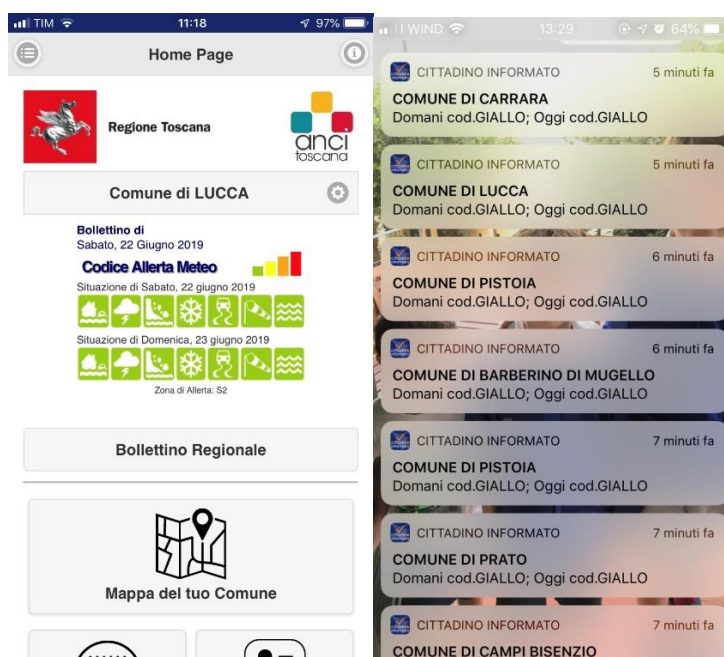 TIM 11:18 97%
Home Page
Regione Toscana
anci
toscana
Comune di LUCCA
Bollettino di
Sabato, 22 Giugno 2019
Codice Allerta Meteo
Situazione di Sabato, 22 giugno 2019
Situazione di Domenica, 23 giugno 2019
Zona di Allerta: S2
Bollettino Regionale
Mappa del tuo Comune
WIND 13:29 64%
CITTADINO INFORMATO 5 minuti fa
COMUNE DI CARRARA
Domani cod.GIALLO; Oggi cod.GIALLO
CITTADINO INFORMATO 5 minuti fa
COMUNE DI LUCCA
Domani cod.GIALLO; Oggi cod.GIALLO
CITTADINO INFORMATO 6 minuti fa
COMUNE DI PISTOIA
Domani cod.GIALLO; Oggi cod.GIALLO
CITTADINO INFORMATO 6 minuti fa
COMUNE DI BARBERINO DI MUGELLO
Domani cod.GIALLO; Oggi cod.GIALLO
CITTADINO INFORMATO 7 minuti fa
COMUNE DI PISTOIA
Domani cod.GIALLO; Oggi cod.GIALLO
CITTADINO INFORMATO 7 minuti fa
COMUNE DI PRATO
Domani cod.GIALLO; Oggi cod.GIALLO
CITTADINO INFORMATO 7 minuti fa
COMUNE DI CAMPI BISENZIO